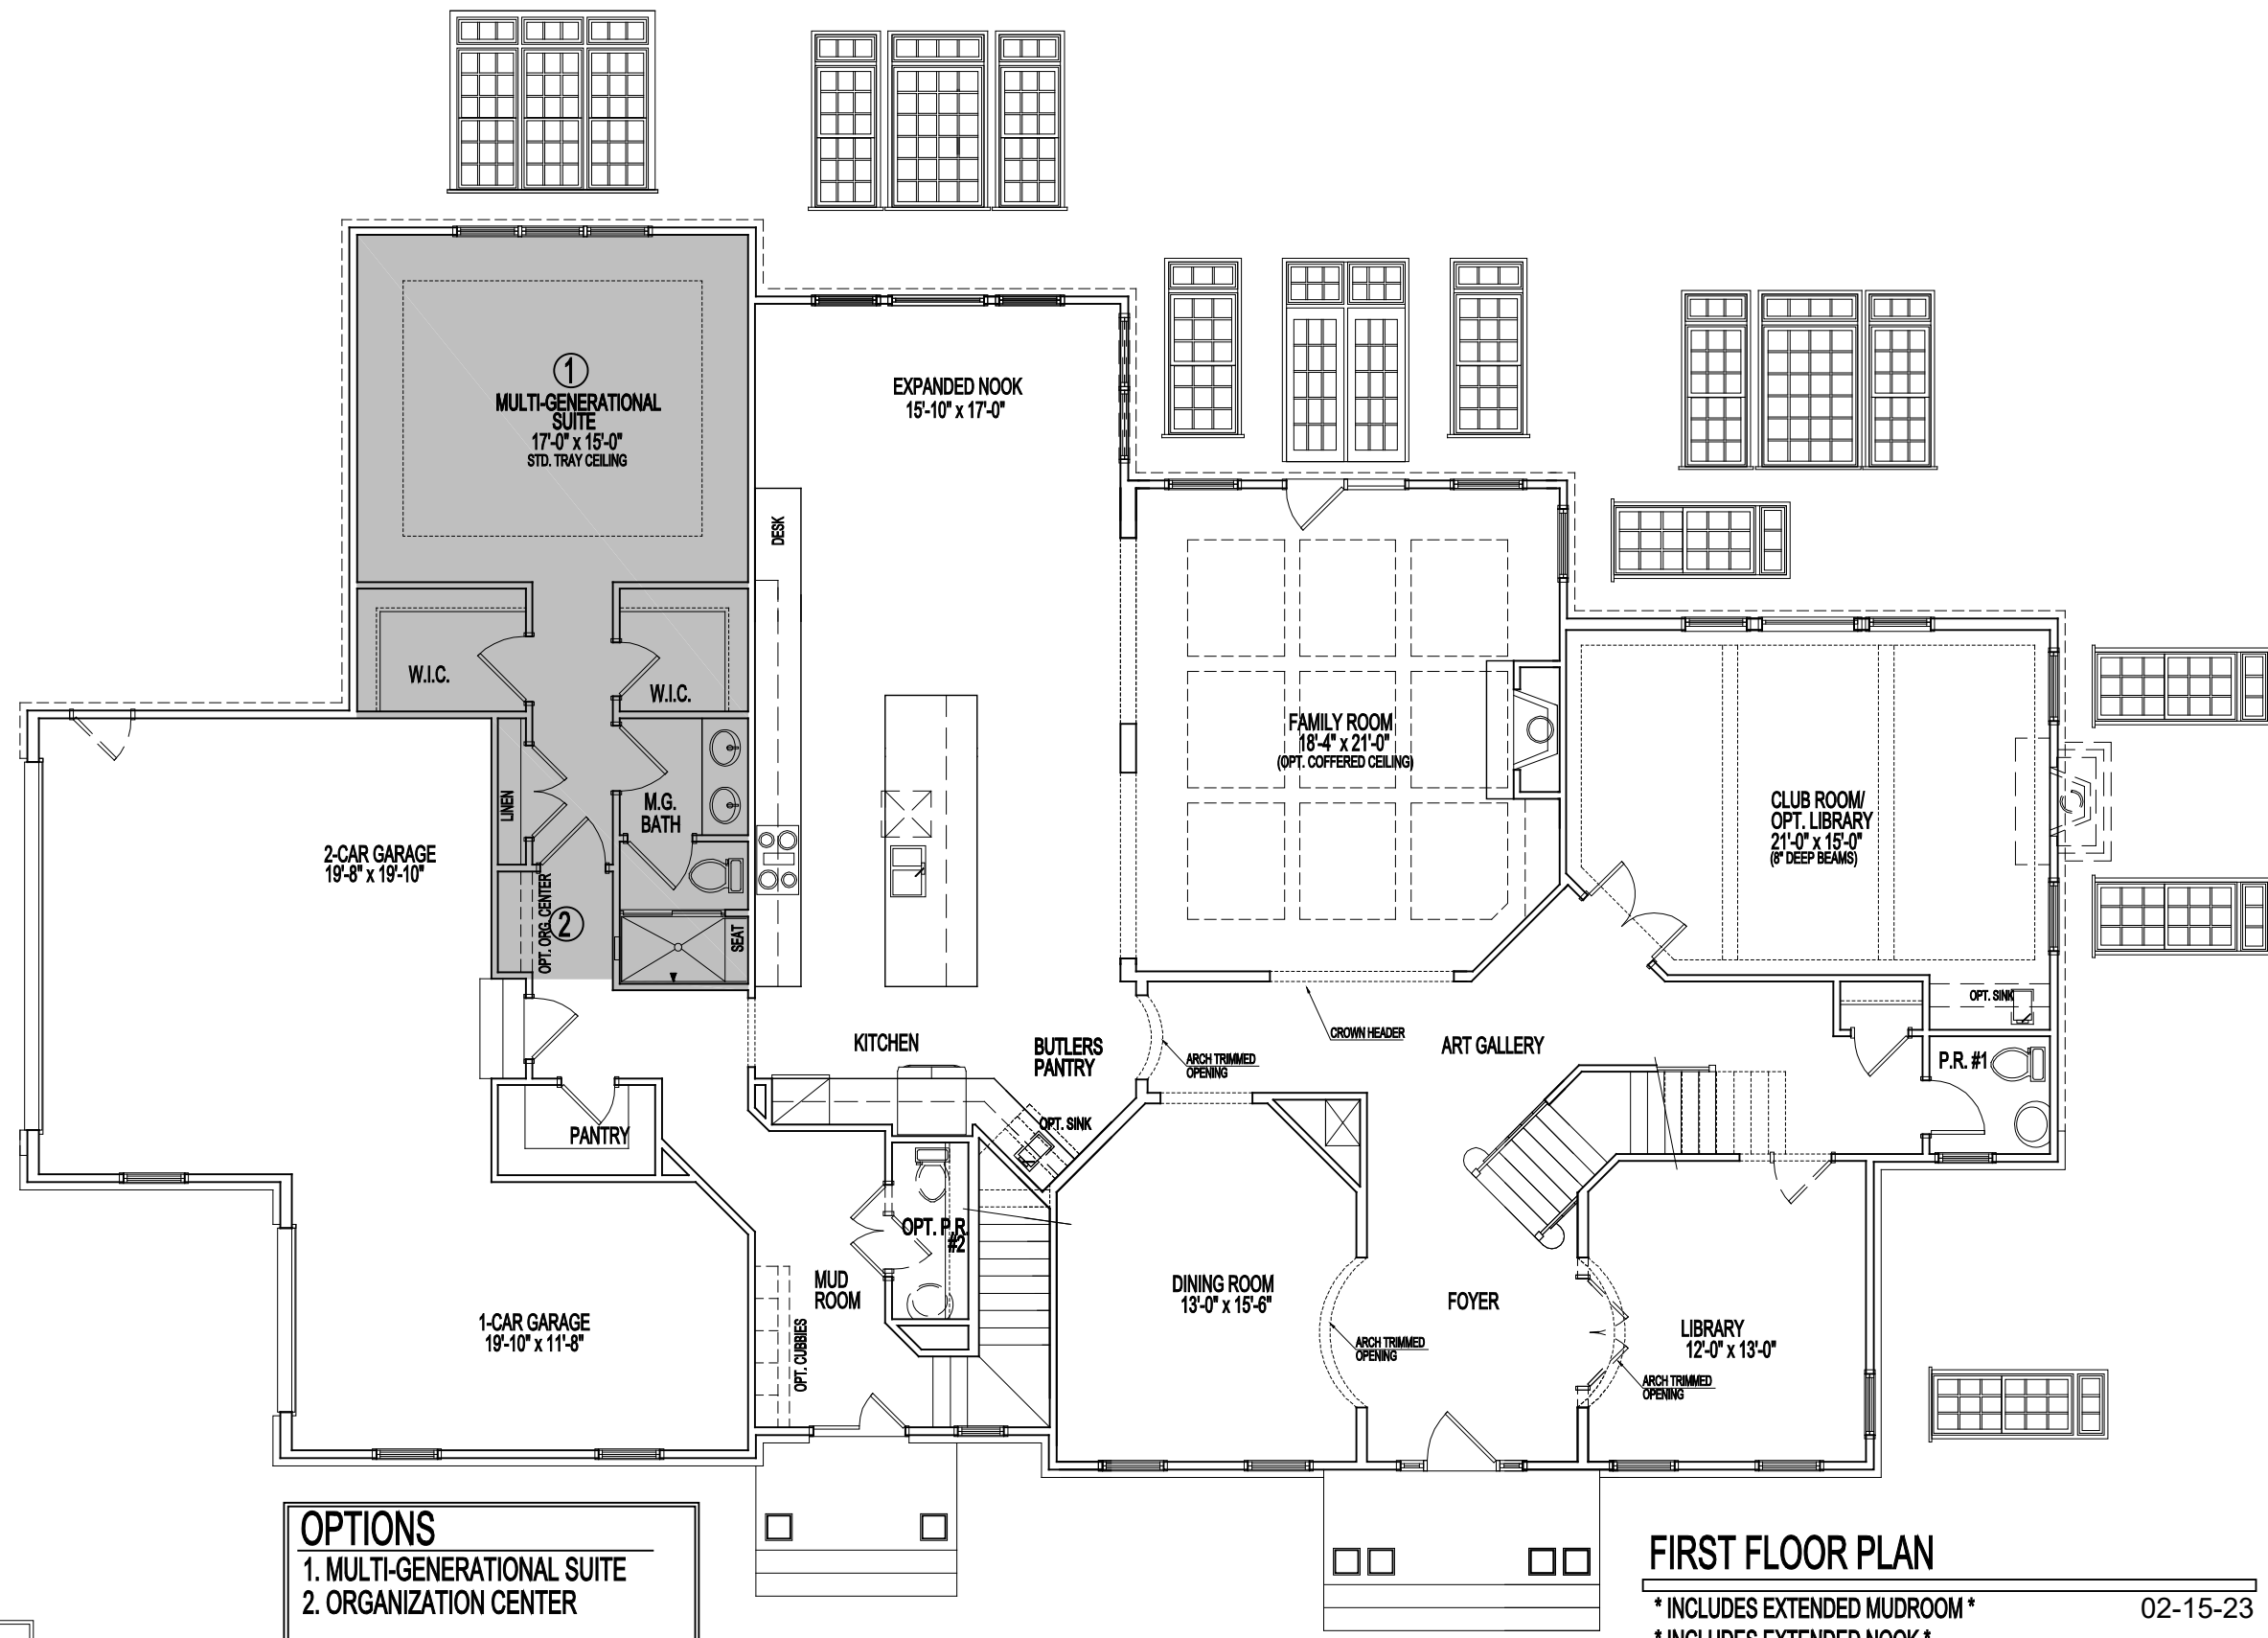 1
MULTI-GENERATIONAL
SUITE
17'-0" x 15'-0"
STD. TRAY CEILING
EXPANDED NOOK
15'-10" x 17'-0"
DESK
W.I.C.
W.I.C.
LINEN
M.G.
BATH
2-CAR GARAGE
19'-8" x 19'-10"
OPT. ORG. CENTER
2
SEAT
FAMILY ROOM
18'-4" x 21'-0"
(OPT. COFFERED CEILING)
CLUB ROOM/
OPT. LIBRARY
21'-0" x 15'-0"
(8" DEEP BEAMS)
OPT. SINK
KITCHEN
BUTLERS
PANTRY
ARCH TRIMMED
OPENING
CROWN HEADER
ART GALLERY
P.R. #1
PANTRY
OPT. SINK
OPT. P.R.
#2
MUD
ROOM
OPT. CUBBIES
1-CAR GARAGE
19'-10" x 11'-8"
DINING ROOM
13'-0" x 15'-6"
ARCH TRIMMED
OPENING
FOYER
LIBRARY
12'-0" x 13'-0"
ARCH TRIMMED
OPENING
OPTIONS
1. MULTI-GENERATIONAL SUITE
2. ORGANIZATION CENTER
FIRST FLOOR PLAN
* INCLUDES EXTENDED MUDROOM *
02-15-23
* INCLUDES EXTENDED NOOK *